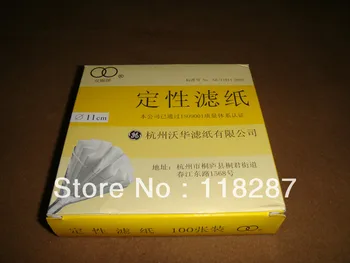 定性滤纸
本公司已通过ISO9001质量体系认证
∅ 11cm
杭州沃华滤纸有限公司
地址: 杭州市桐庐县桐君街道
春江东路1568号
http://www.
Store No: 118287
定性滤纸 100张装